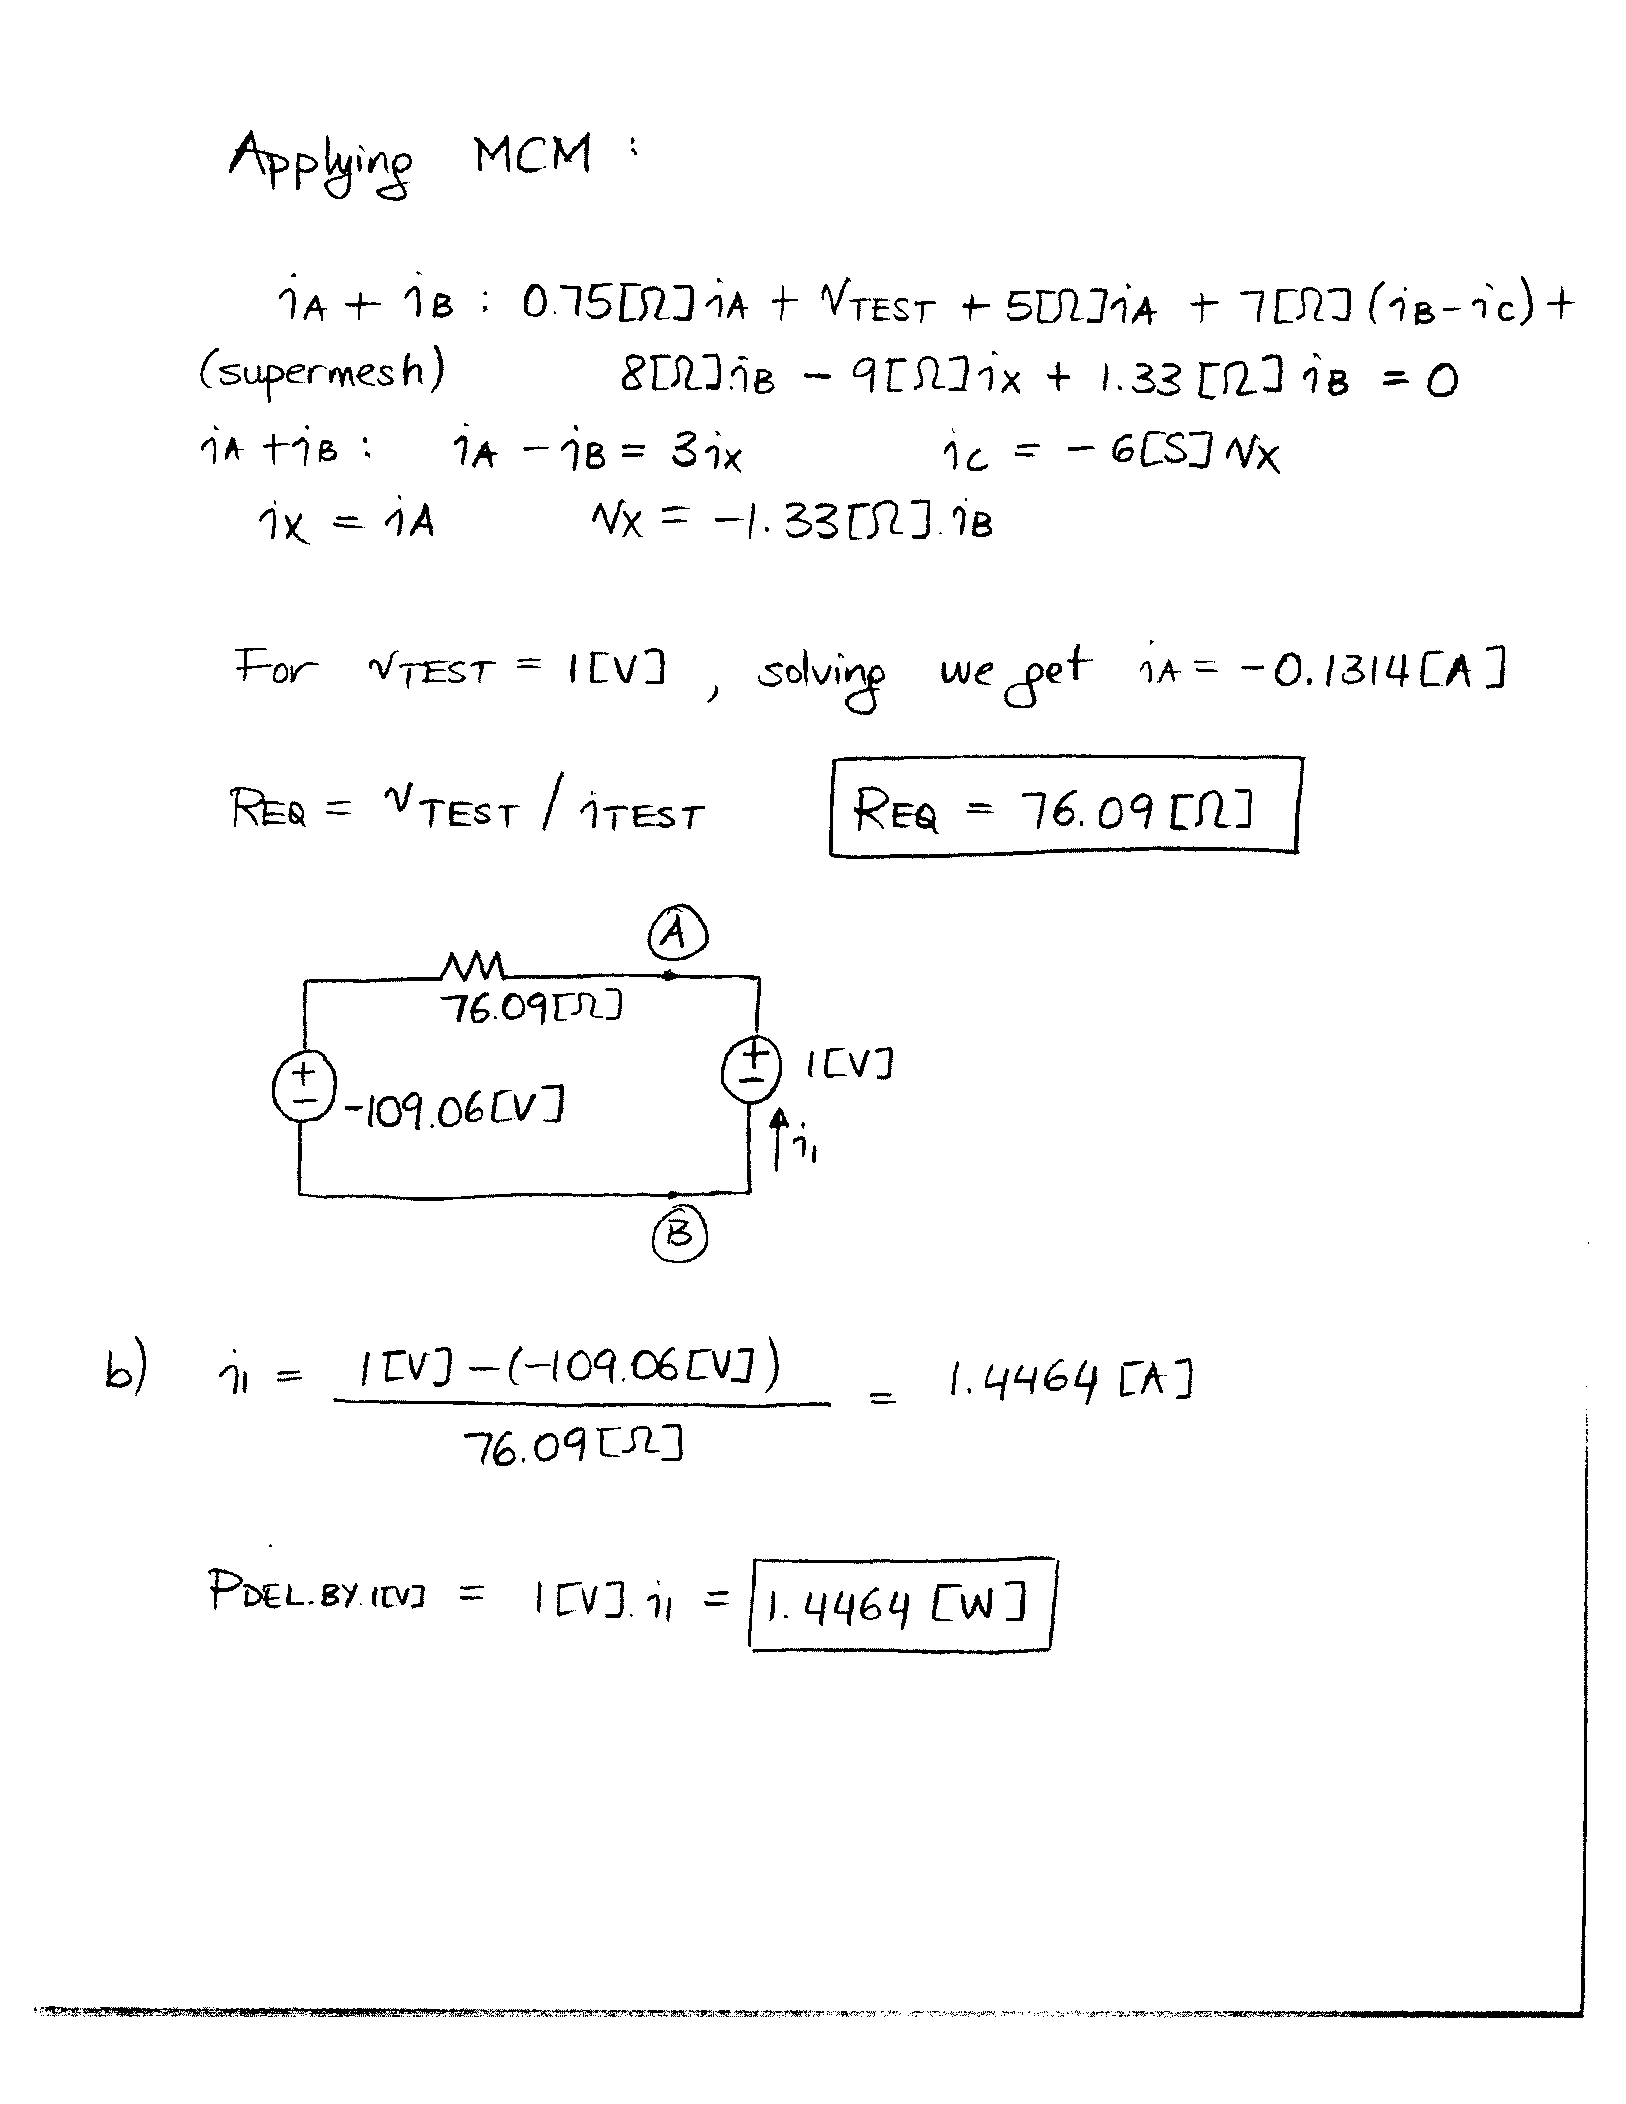 Applying MCM :
iA + iB : 0.75[Ω] iA + vTEST + 5[Ω] iA + 7[Ω] (iB - iC) +
(supermesh) 8[Ω].iB - 9[Ω] iX + 1.33 [Ω] iB = 0
iA + iB : iA - iB = 3 iX iC = - 6[S] vX
iX = iA vX = -1.33[Ω].iB
For vTEST = 1[V] , solving we get iA = -0.1314[A]
REQ = vTEST / iTEST REQ = 76.09 [Ω]
A
76.09[Ω]
+ - -109.06[V]
+ - 1[V]
i1
B
b) i1 = 1[V] - (-109.06[V]) / 76.09[Ω] = 1.4464 [A]
PDEL.BY.1[V] = 1[V]. i1 = 1.4464 [W]